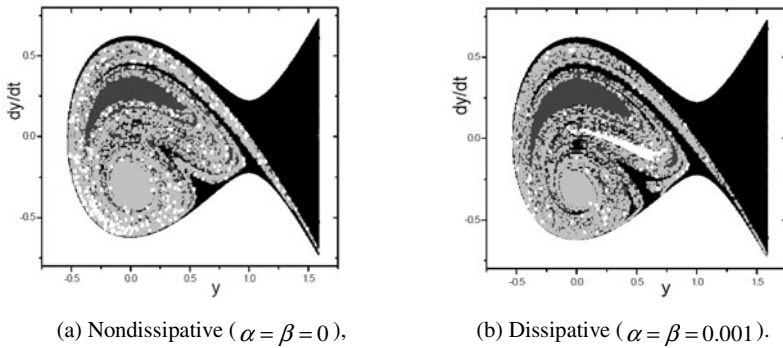 dy/dt
0.5
0.0
-0.5
-0.5 0.0 0.5 1.0 1.5
y
dy/dt
0.5
0.0
-0.5
-0.5 0.0 0.5 1.0 1.5
y
(a) Nondissipative ( α = β = 0 ),
(b) Dissipative ( α = β = 0.001 ).